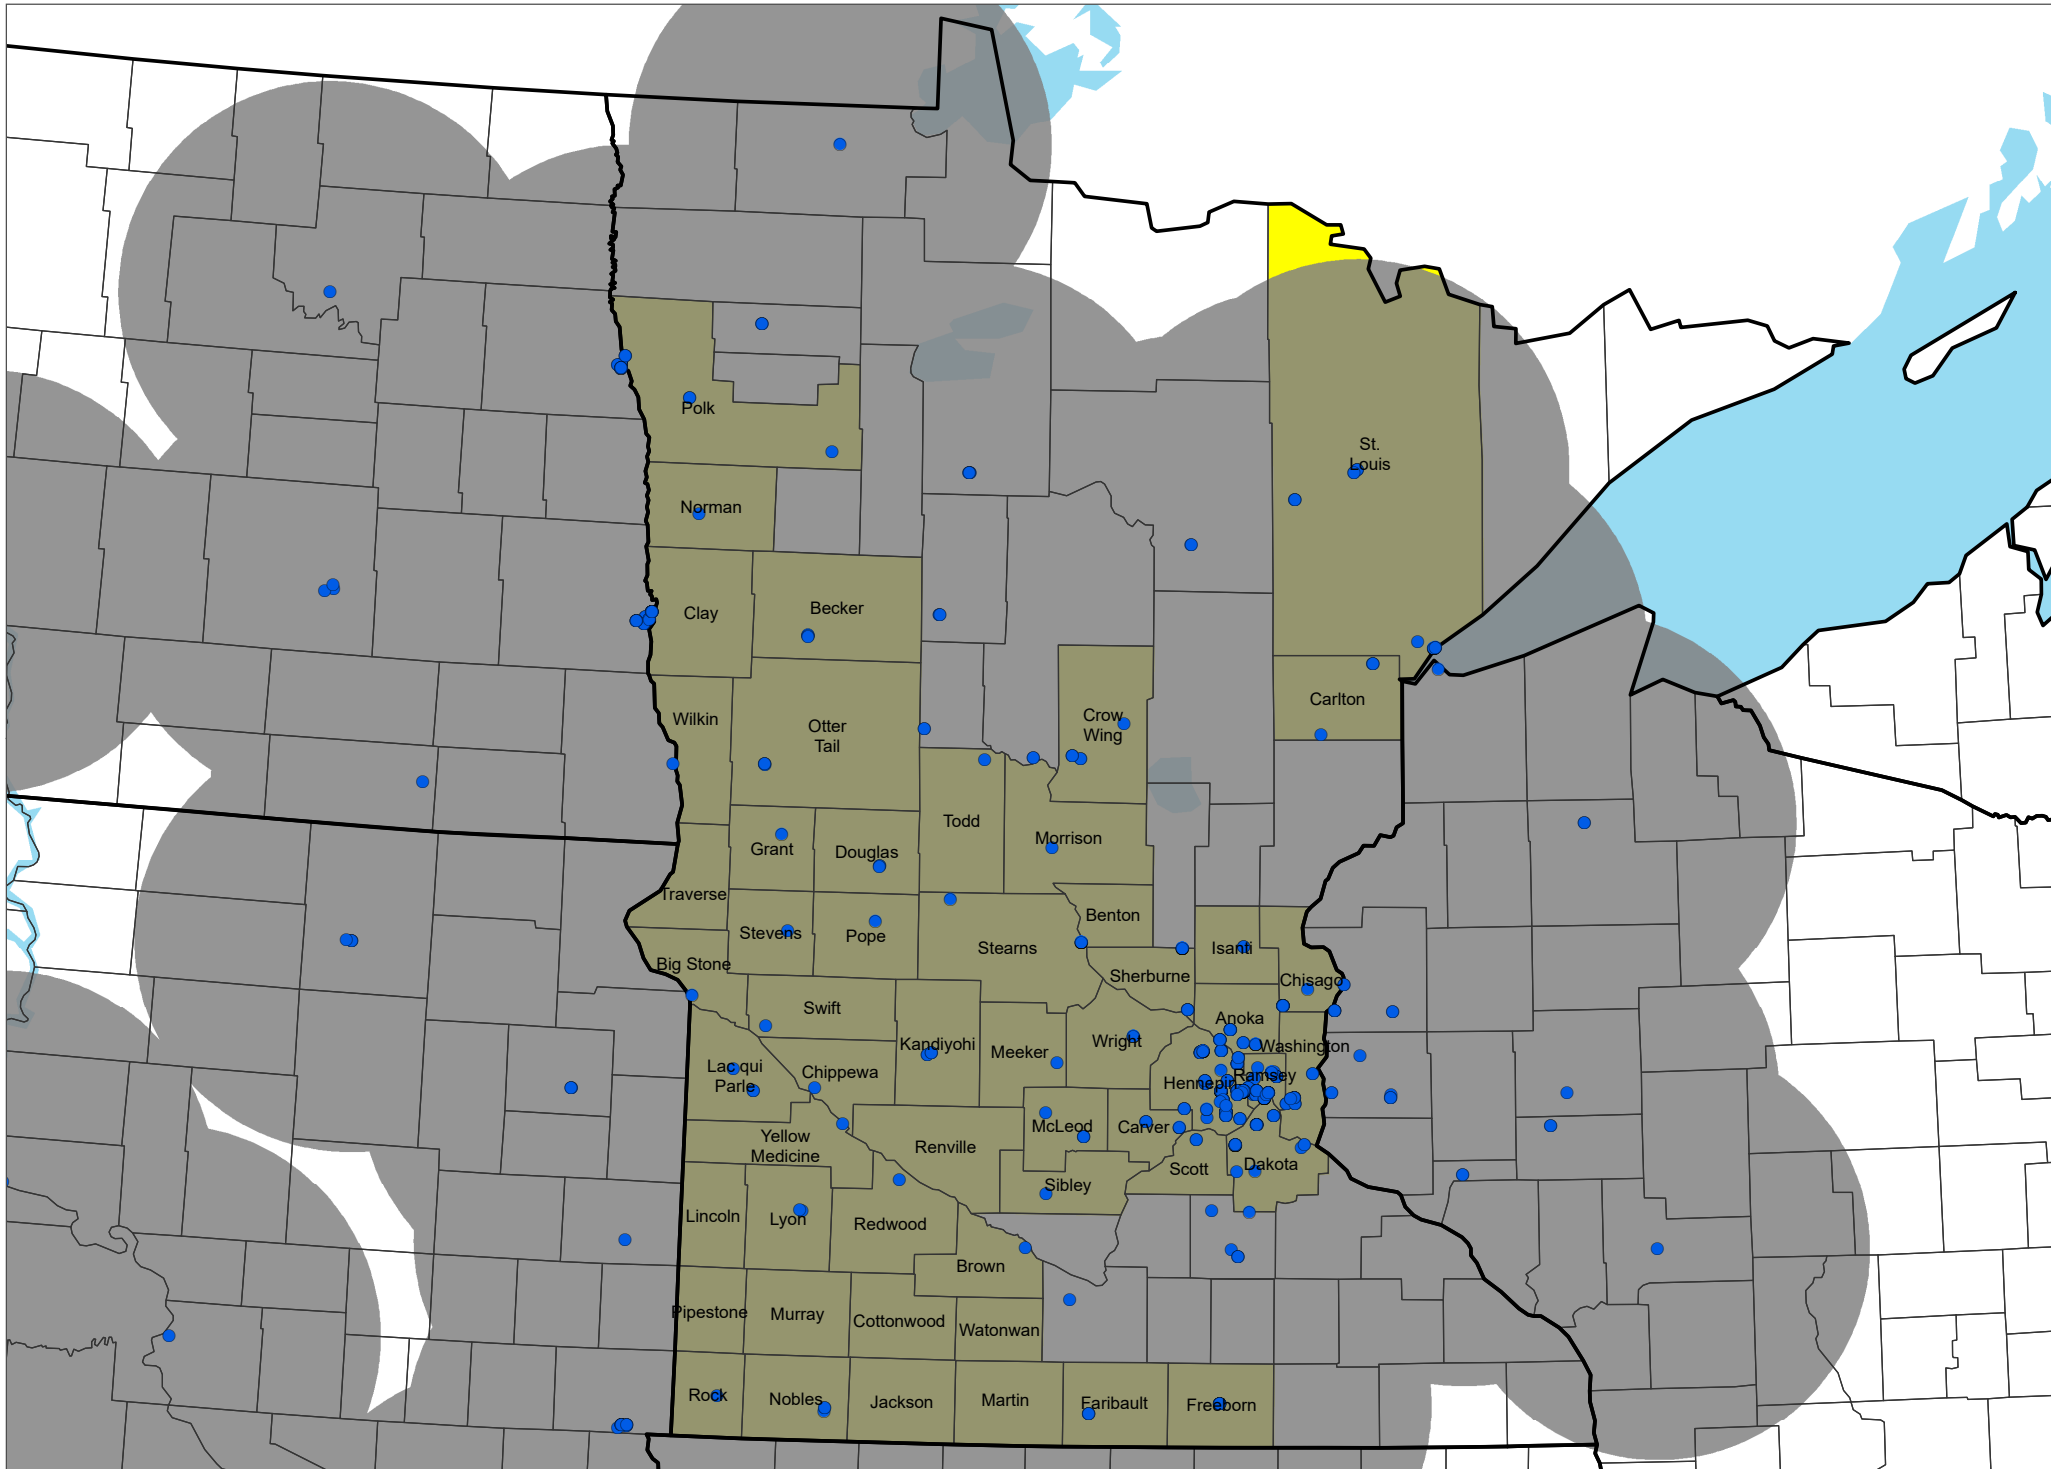 Polk
St.
Louis
Norman
Clay
Becker
Wilkin
Otter
Tail
Crow
Wing
Carlton
Todd
Morrison
Grant
Douglas
Traverse
Stevens
Pope
Stearns
Benton
Isanti
Big Stone
Sherburne
Chisago
Swift
Anoka
Kandiyohi
Meeker
Wright
Washington
Lac qui
Parle
Chippewa
Hennepin
Ramsey
Yellow
Medicine
Renville
McLeod
Carver
Scott
Dakota
Sibley
Lincoln
Lyon
Redwood
Brown
Pipestone
Murray
Cottonwood
Watonwan
Rock
Nobles
Jackson
Martin
Faribault
Freeborn